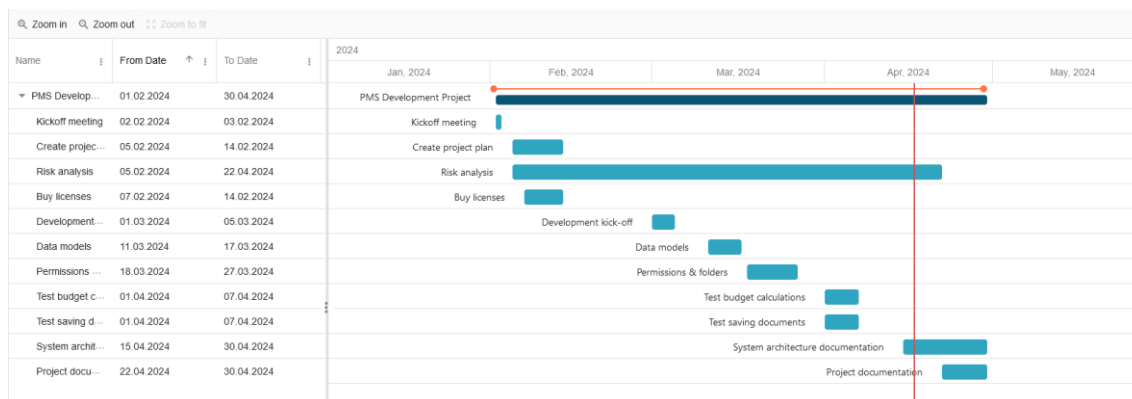 Zoom in Zoom out Zoom to fit
Name From Date To Date
2024
Jan, 2024 Feb, 2024 Mar, 2024 Apr, 2024 May, 2024
PMS Develop... 01.02.2024 30.04.2024 PMS Development Project
Kickoff meeting 02.02.2024 03.02.2024 Kickoff meeting
Create projec... 05.02.2024 14.02.2024 Create project plan
Risk analysis 05.02.2024 22.04.2024 Risk analysis
Buy licenses 07.02.2024 14.02.2024 Buy licenses
Development... 01.03.2024 05.03.2024 Development kick-off
Data models 11.03.2024 17.03.2024 Data models
Permissions ... 18.03.2024 27.03.2024 Permissions & folders
Test budget c... 01.04.2024 07.04.2024 Test budget calculations
Test saving d... 01.04.2024 07.04.2024 Test saving documents
System archit... 15.04.2024 30.04.2024 System architecture documentation
Project docu... 22.04.2024 30.04.2024 Project documentation